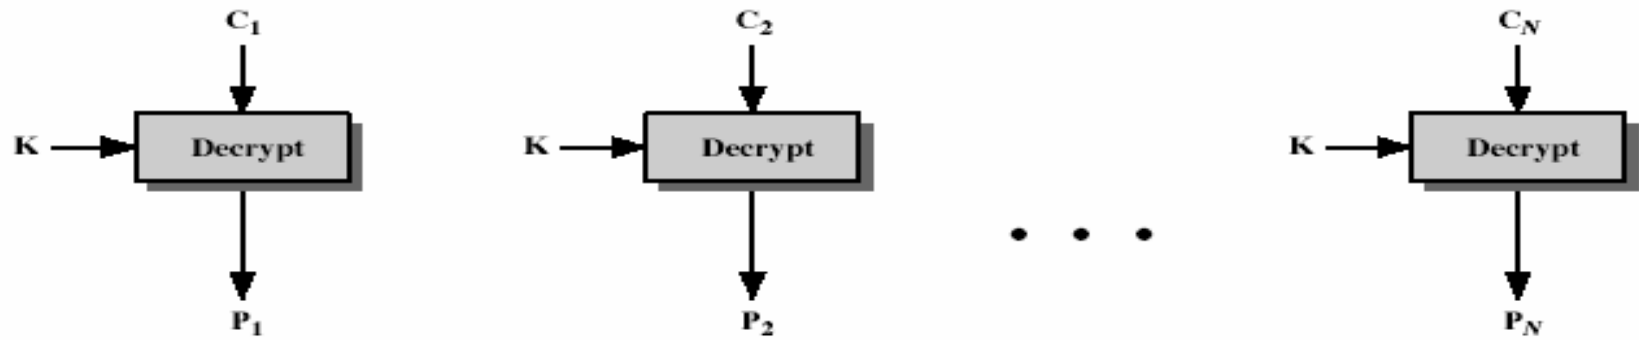 C1 C2 CN
K Decrypt K Decrypt K Decrypt
P1 P2 PN